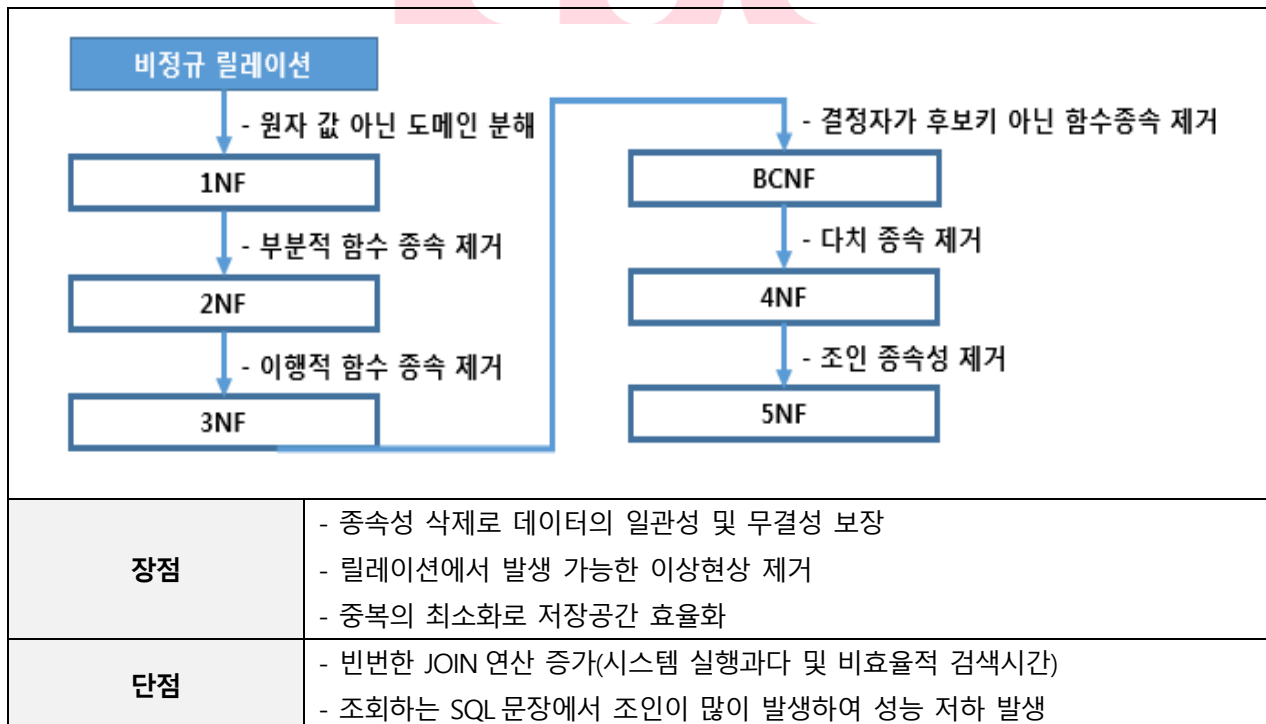 비정규 릴레이션
- 원자 값 아닌 도메인 분해
1NF
- 부분적 함수 종속 제거
2NF
- 이행적 함수 종속 제거
3NF
- 결정자가 후보키 아닌 함수종속 제거
BCNF
- 다치 종속 제거
4NF
- 조인 종속성 제거
5NF
장점
- 종속성 삭제로 데이터의 일관성 및 무결성 보장
- 릴레이션에서 발생 가능한 이상현상 제거
- 중복의 최소화로 저장공간 효율화
단점
- 빈번한 JOIN 연산 증가(시스템 실행과다 및 비효율적 검색시간)
- 조회하는 SQL 문장에서 조인이 많이 발생하여 성능 저하 발생